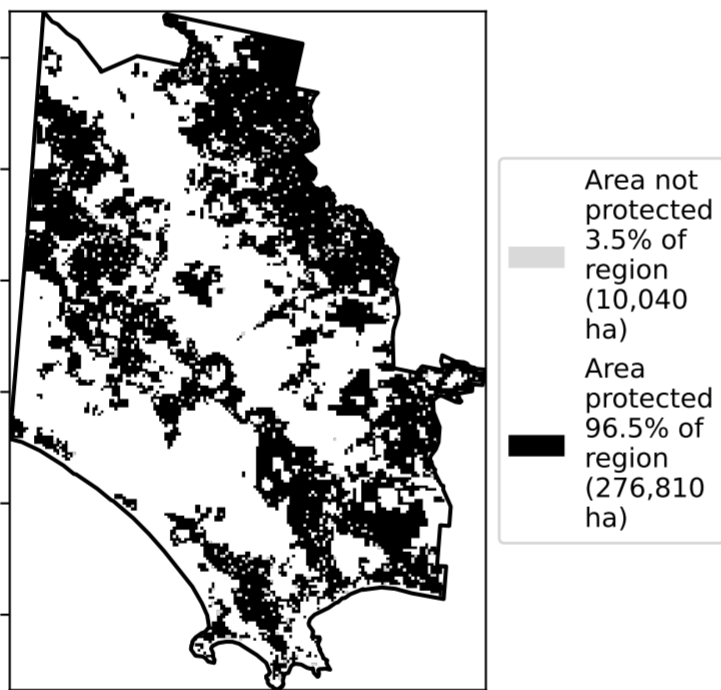 Area not
protected
3.5% of
region
(10,040
ha)
Area
protected
96.5% of
region
(276,810
ha)